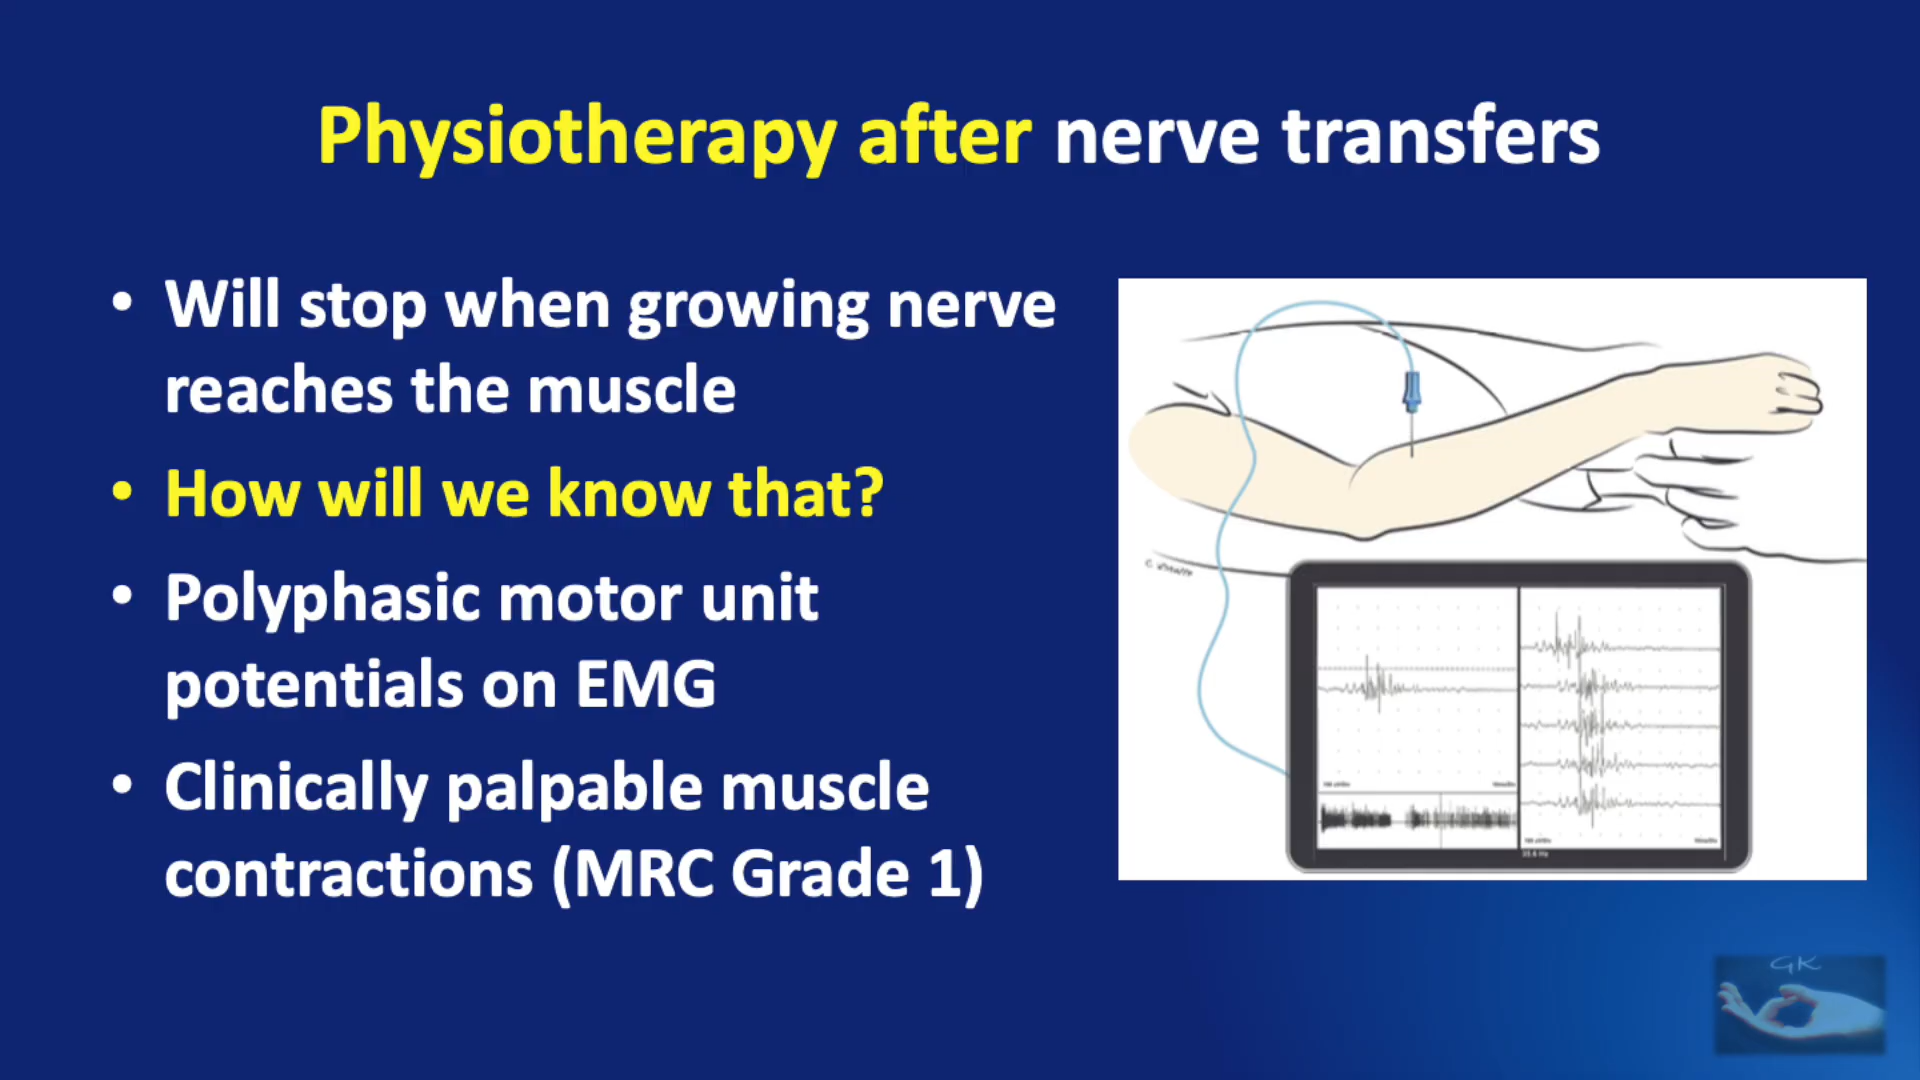 Physiotherapy after nerve transfers
• Will stop when growing nerve
reaches the muscle
• How will we know that?
• Polyphasic motor unit
potentials on EMG
• Clinically palpable muscle
contractions (MRC Grade 1)
GK